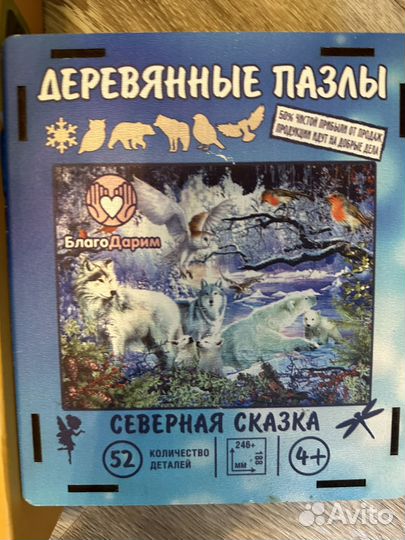 ДЕРЕВЯННЫЕ ПАЗЛЫ
50% ЧИСТОЙ ПРИБЫЛИ ОТ ПРОДАЖ
ПРОДУКЦИИ ИДУТ НА ДОБРЫЕ ДЕЛА
БлагоДарим
СЕВЕРНАЯ СКАЗКА
52
КОЛИЧЕСТВО
ДЕТАЛЕЙ
246+
188
мм
4+
Avito